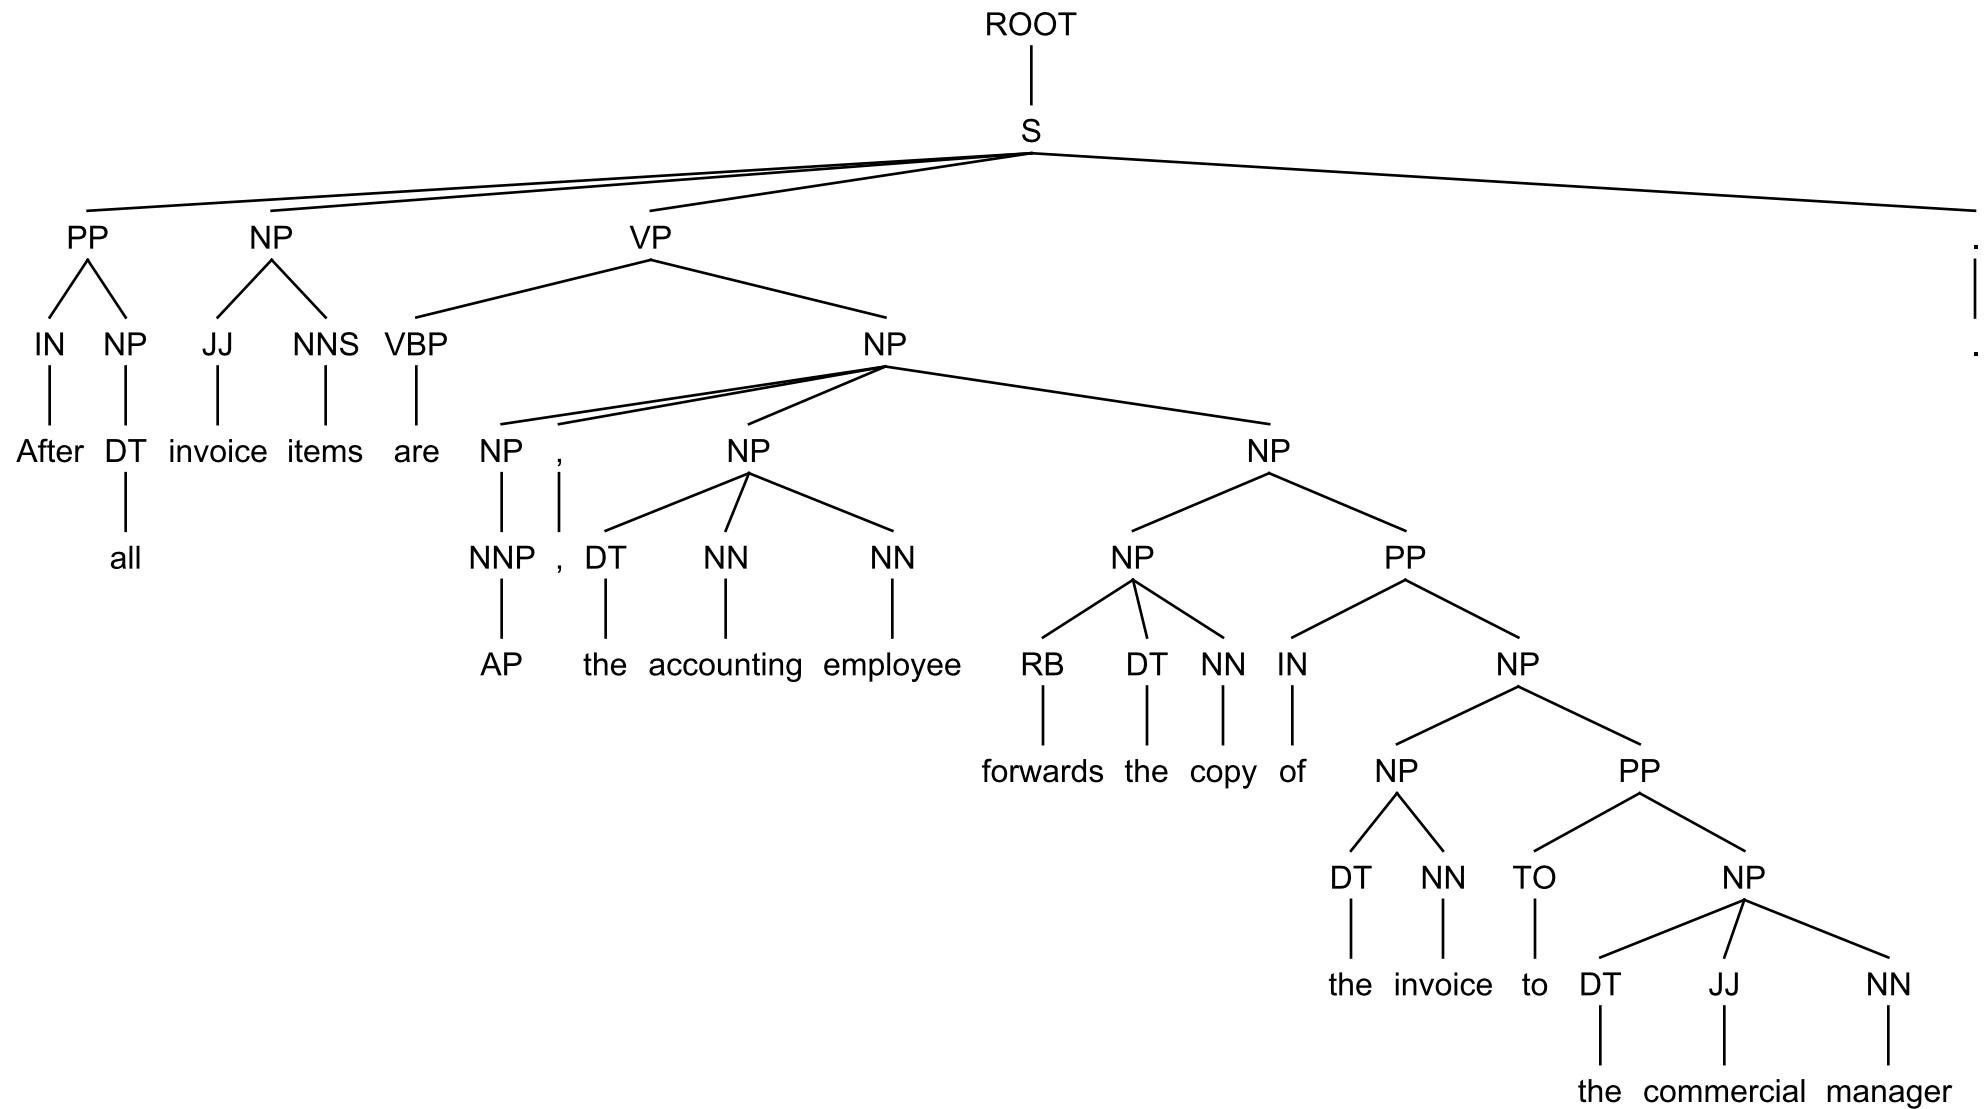 ROOT
S
PP NP VP .
IN NP JJ NNS VBP NP .
After DT invoice items are NP , NP NP
all NNP , DT NN NN NP PP
AP the accounting employee RB DT NN IN NP
forwards the copy of NP PP
DT NN TO NP
the invoice to DT JJ NN
the commercial manager